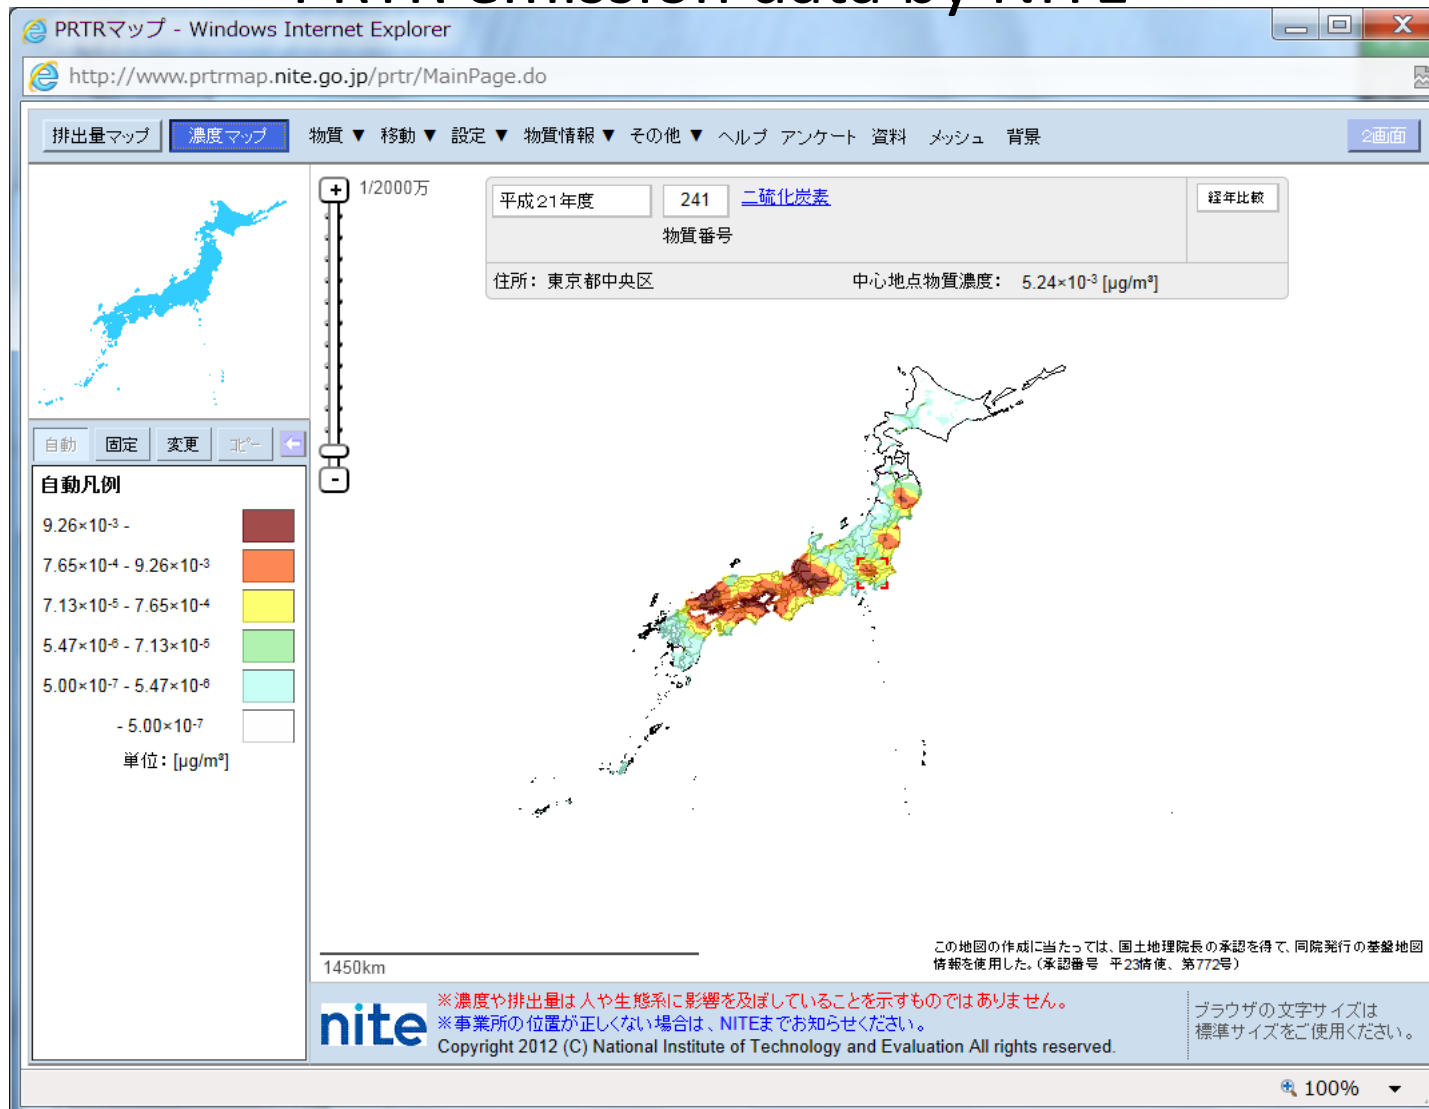 PRTR emission data by NITE
PRTRマップ - Windows Internet Explorer
http://www.prtrmap.nite.go.jp/prtr/MainPage.do
排出量マップ 濃度マップ 物質 ▼ 移動 ▼ 設定 ▼ 物質情報 ▼ その他 ▼ ヘルプ アンケート 資料 メッシュ 背景 2画面
+ 1/2000万
平成21年度 241 二硫化炭素 経年比較
物質番号
住所: 東京都中央区 中心地点物質濃度: 5.24×10⁻³ [μg/m³]
自動 固定 変更 コピー
-
自動凡例
9.26×10⁻³ -
7.65×10⁻⁴ - 9.26×10⁻³
7.13×10⁻⁵ - 7.65×10⁻⁴
5.47×10⁻⁶ - 7.13×10⁻⁵
5.00×10⁻⁷ - 5.47×10⁻⁶
- 5.00×10⁻⁷
単位: [μg/m³]
1450km
この地図の作成に当たっては、国土地理院長の承認を得て、同院発行の基盤地図
情報を使用した。(承認番号 平23情使、第772号)
nite
※濃度や排出量は人や生態系に影響を及ぼしていることを示すものではありません。
※事業所の位置が正しくない場合は、NITEまでお知らせください。
Copyright 2012 (C) National Institute of Technology and Evaluation All rights reserved.
ブラウザの文字サイズは
標準サイズをご使用ください。
100%